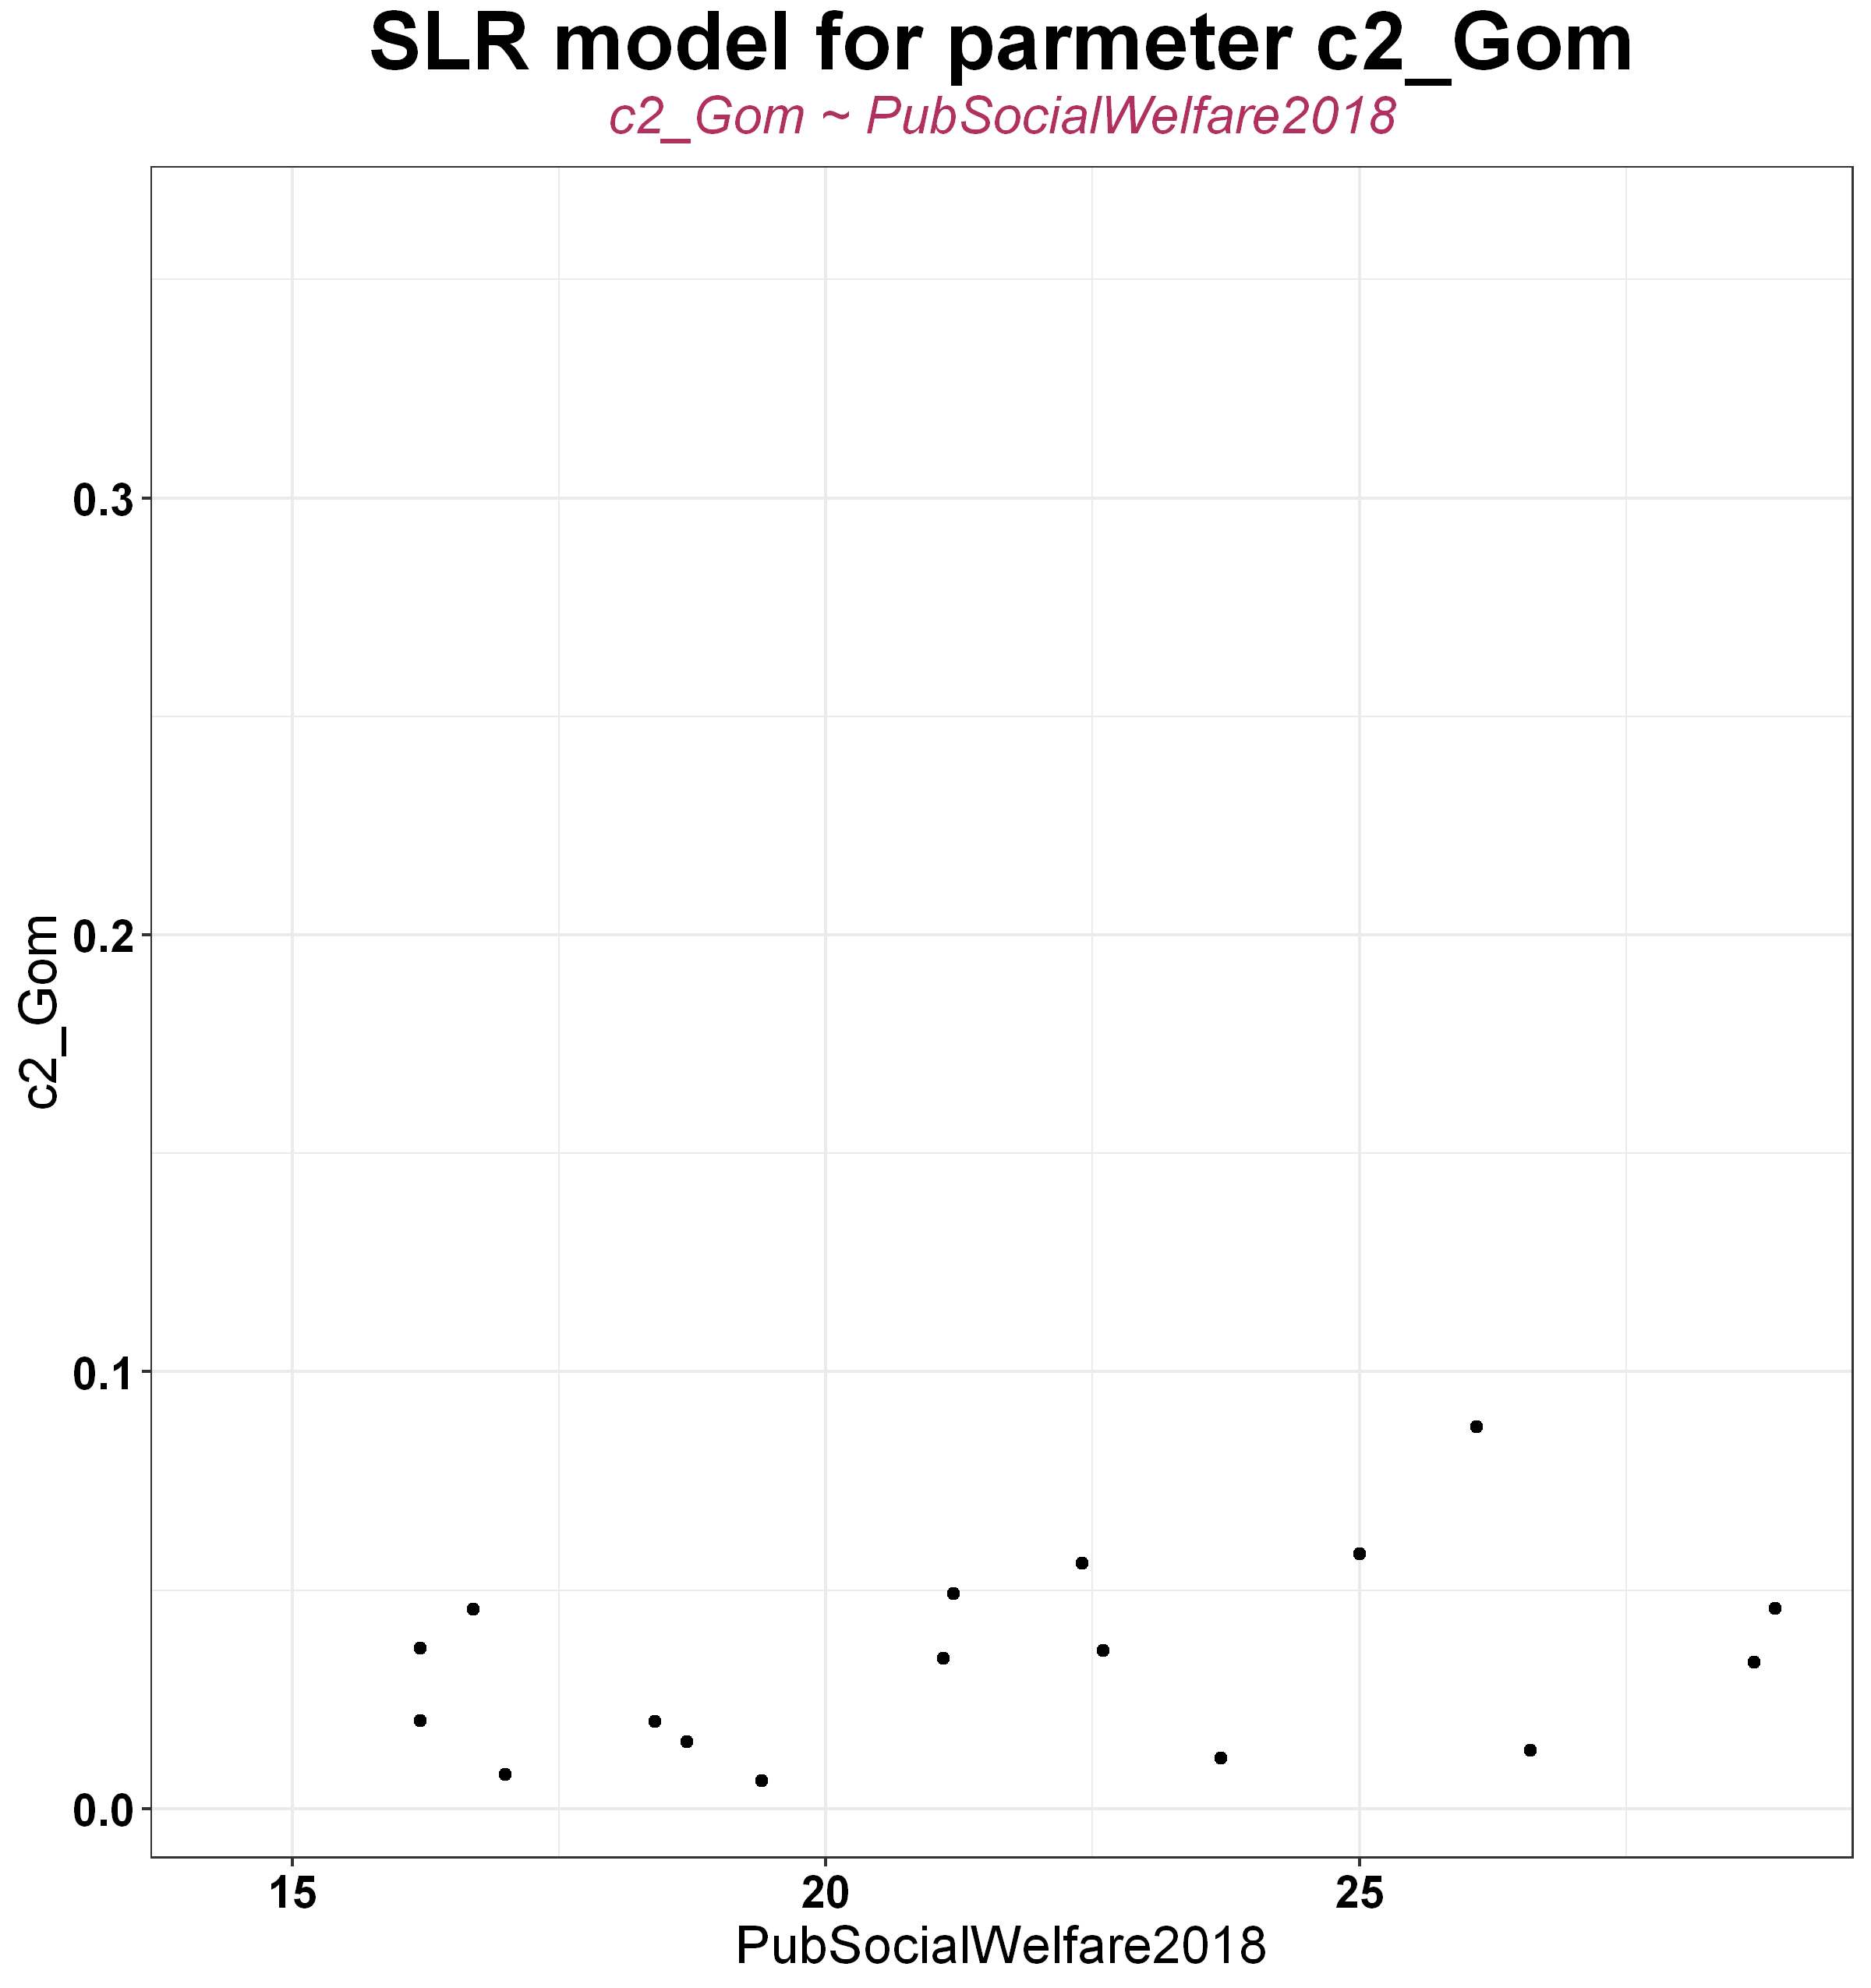 SLR model for parmeter c2_Gom
c2_Gom ~ PubSocialWelfare2018
0.3
0.2
0.1
0.0
c2_Gom
15
20
25
PubSocialWelfare2018